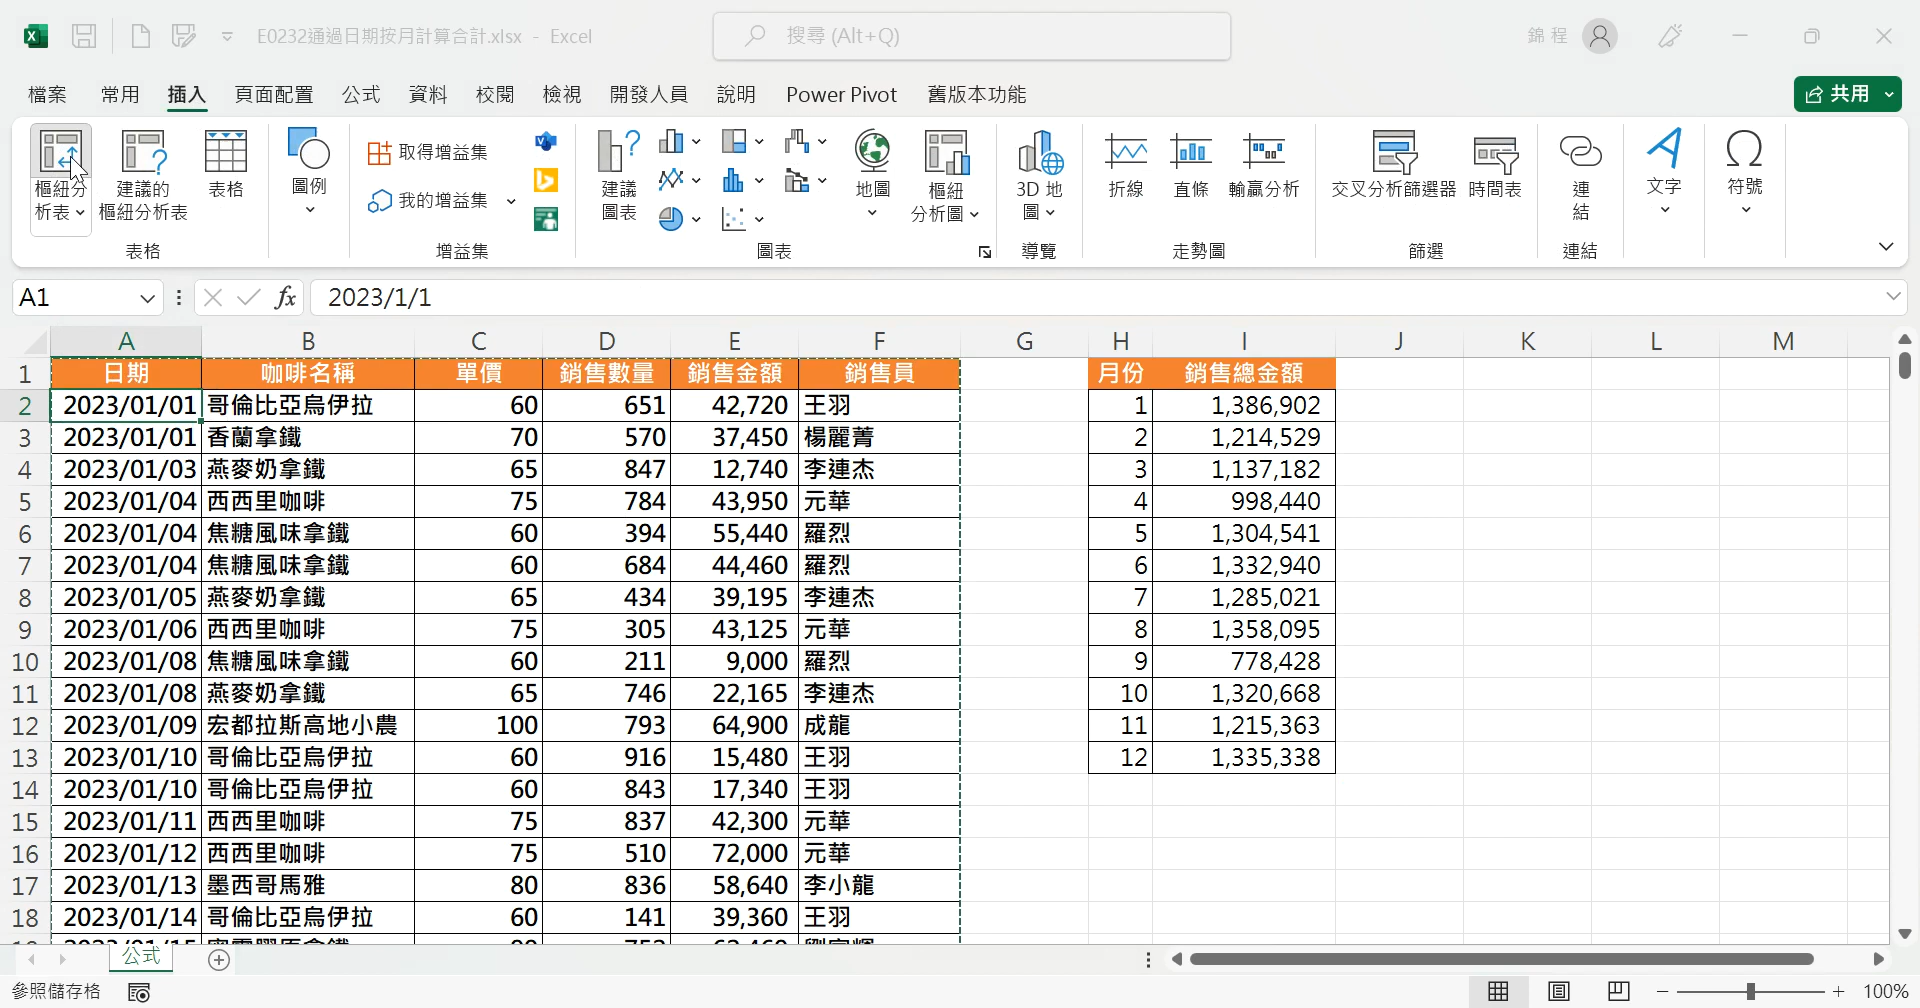 E0232通過日期按月計算合計.xlsx - Excel
搜尋 (Alt+Q)
錦 程
檔案 常用 插入 頁面配置 公式 資料 校閱 檢視 開發人員 說明 Power Pivot 舊版本功能
共用
樞紐分
析表
建議的
樞紐分析表
表格
圖例
取得增益集
我的增益集
建議
圖表
地圖
樞紐
分析圖
3D 地
圖
折線
直條
輸贏分析
交叉分析篩選器
時間表
連
結
文字
符號
表格 增益集 圖表 導覽 走勢圖 篩選 連結
A1 fx 2023/1/1
A B C D E F G H I J K L M
1 日期 咖啡名稱 單價 銷售數量 銷售金額 銷售員 月份 銷售總金額
2 2023/01/01 哥倫比亞烏伊拉 60 651 42,720 王羽 1 1,386,902
3 2023/01/01 香蘭拿鐵 70 570 37,450 楊麗菁 2 1,214,529
4 2023/01/03 燕麥奶拿鐵 65 847 12,740 李連杰 3 1,137,182
5 2023/01/04 西西里咖啡 75 784 43,950 元華 4 998,440
6 2023/01/04 焦糖風味拿鐵 60 394 55,440 羅烈 5 1,304,541
7 2023/01/04 焦糖風味拿鐵 60 684 44,460 羅烈 6 1,332,940
8 2023/01/05 燕麥奶拿鐵 65 434 39,195 李連杰 7 1,285,021
9 2023/01/06 西西里咖啡 75 305 43,125 元華 8 1,358,095
10 2023/01/08 焦糖風味拿鐵 60 211 9,000 羅烈 9 778,428
11 2023/01/08 燕麥奶拿鐵 65 746 22,165 李連杰 10 1,320,668
12 2023/01/09 宏都拉斯高地小農 100 793 64,900 成龍 11 1,215,363
13 2023/01/10 哥倫比亞烏伊拉 60 916 15,480 王羽 12 1,335,338
14 2023/01/10 哥倫比亞烏伊拉 60 843 17,340 王羽
15 2023/01/11 西西里咖啡 75 837 42,300 元華
16 2023/01/12 西西里咖啡 75 510 72,000 元華
17 2023/01/13 墨西哥馬雅 80 836 58,640 李小龍
18 2023/01/14 哥倫比亞烏伊拉 60 141 39,360 王羽
公式
參照儲存格
100%